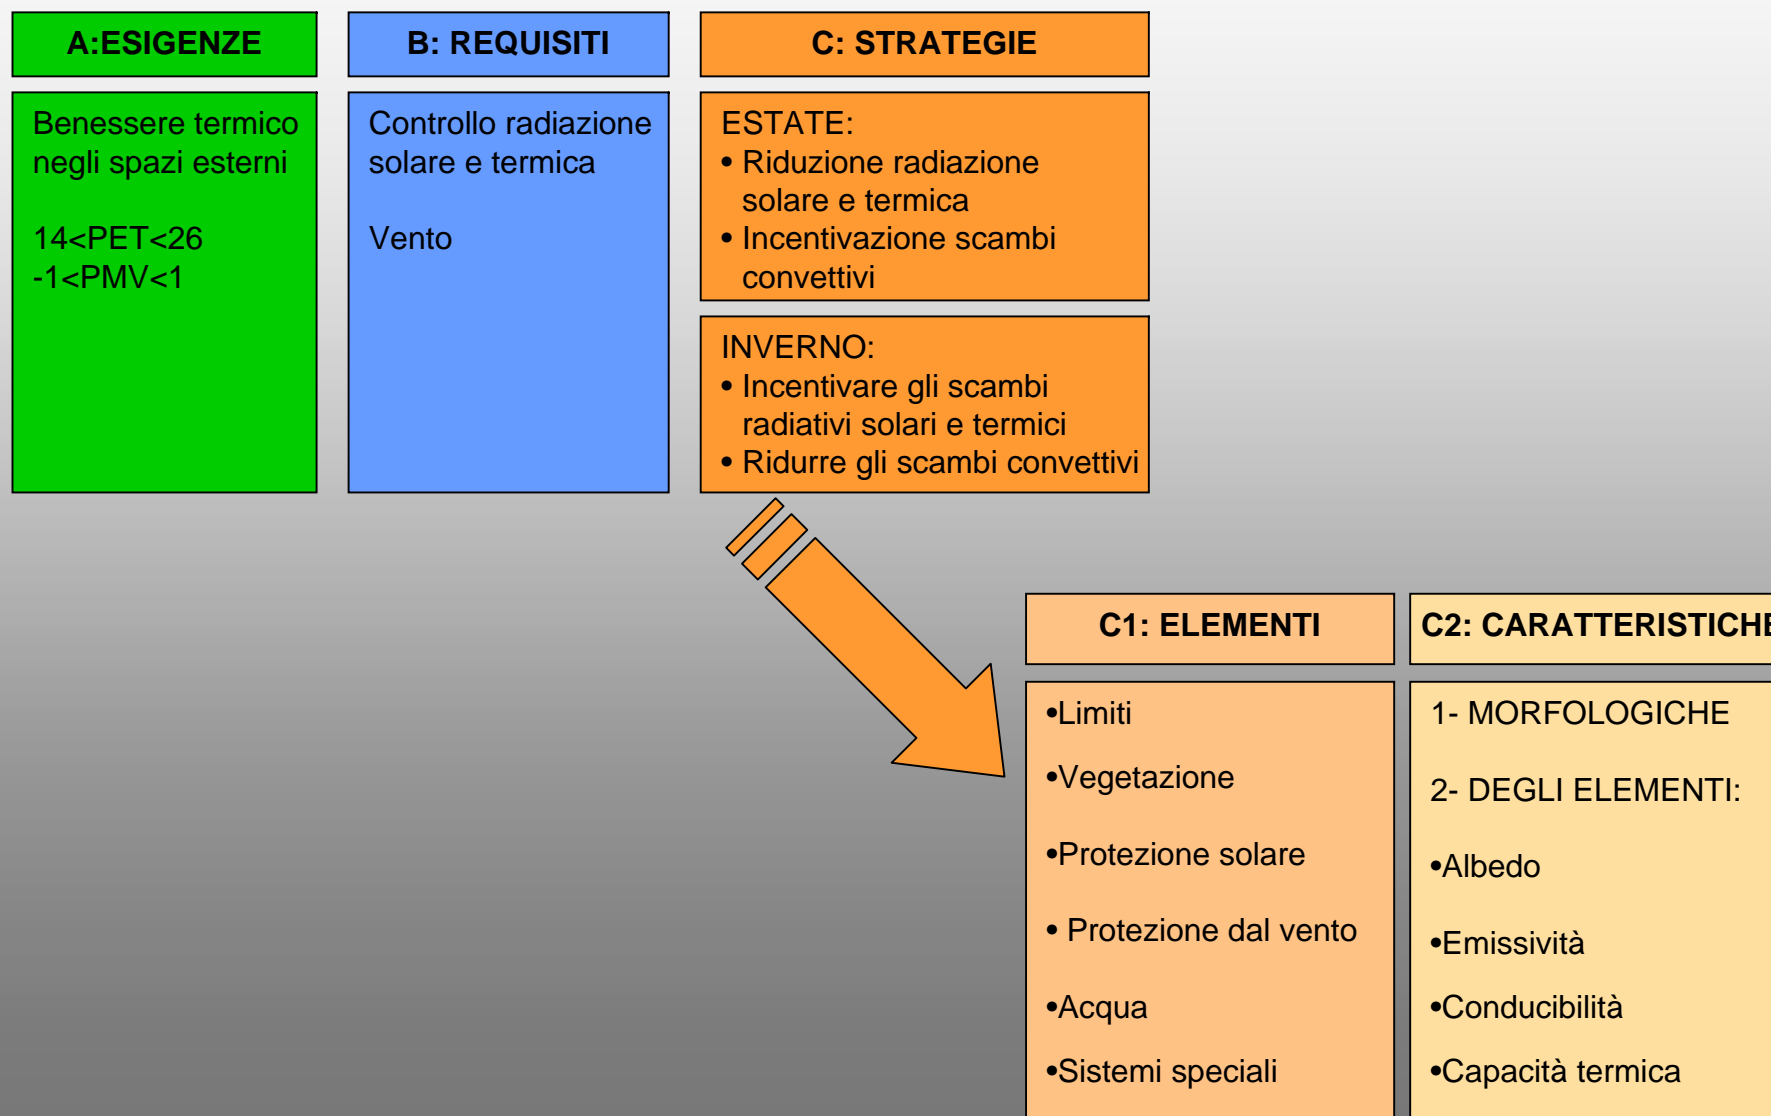 A:ESIGENZE
Benessere termico
negli spazi esterni
14<PET<26
-1<PMV<1
B: REQUISITI
Controllo radiazione
solare e termica
Vento
C: STRATEGIE
ESTATE:
• Riduzione radiazione
solare e termica
• Incentivazione scambi
convettivi
INVERNO:
• Incentivare gli scambi
radiativi solari e termici
• Ridurre gli scambi convettivi
C1: ELEMENTI
•Limiti
•Vegetazione
•Protezione solare
• Protezione dal vento
•Acqua
•Sistemi speciali
C2: CARATTERISTICHE
1- MORFOLOGICHE
2- DEGLI ELEMENTI:
•Albedo
•Emissività
•Conducibilità
•Capacità termica